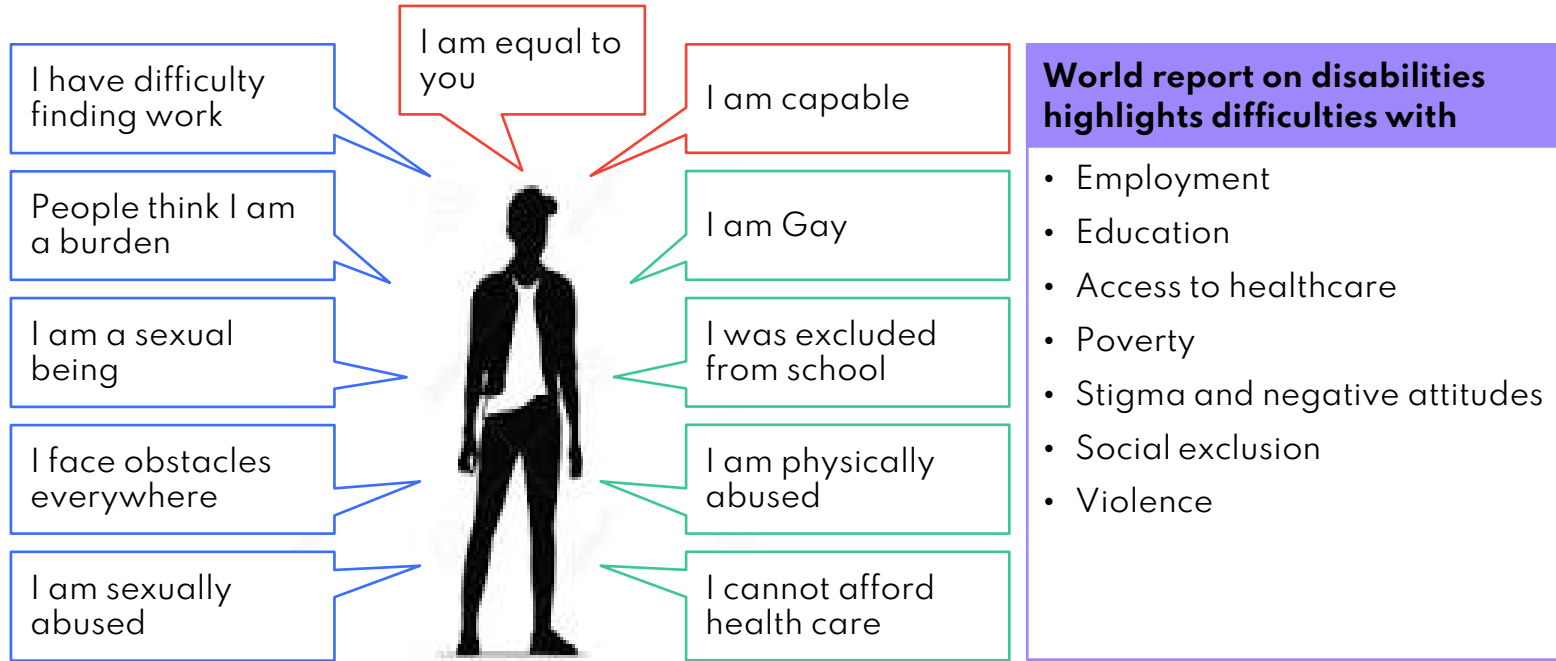 I am equal to
you
I have difficulty
finding work
People think I am
a burden
I am a sexual
being
I face obstacles
everywhere
I am sexually
abused
I am capable
I am Gay
I was excluded
from school
I am physically
abused
I cannot afford
health care
World report on disabilities
highlights difficulties with
• Employment
• Education
• Access to healthcare
• Poverty
• Stigma and negative attitudes
• Social exclusion
• Violence